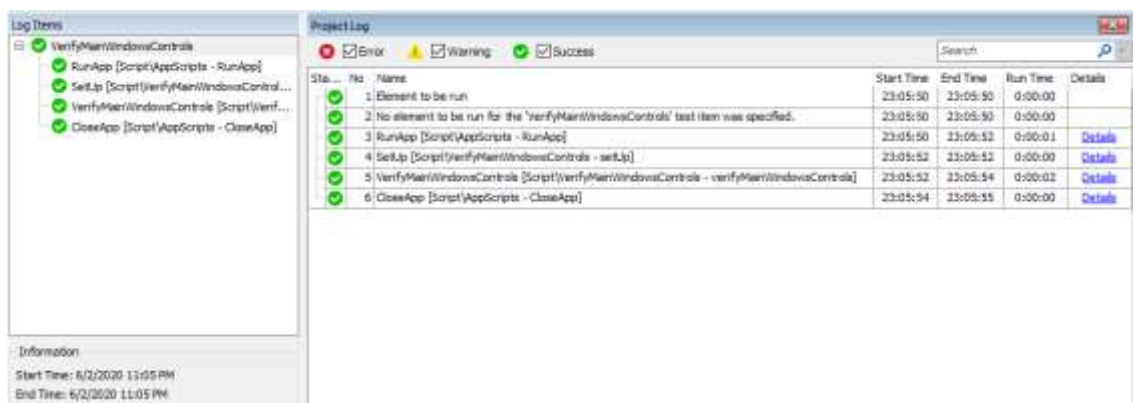 Log Items
VerifyMainWindowsControls
RunApp [Script\AppScripts - RunApp]
SetUp [Script\VerifyMainWindowsControl...
VerifyMainWindowsControls [Script\Verif...
CloseApp [Script\AppScripts - CloseApp]
Information
Start Time: 6/2/2020 11:05 PM
End Time: 6/2/2020 11:05 PM
Project Log
Error Warning Success Search
Sta... No Name Start Time End Time Run Time Details
1 Element to be run 23:05:50 23:05:50 0:00:00
2 No element to be run for the 'VerifyMainWindowsControls' test item was specified. 23:05:50 23:05:50 0:00:00
3 RunApp [Script\AppScripts - RunApp] 23:05:50 23:05:52 0:00:01 Details
4 SetUp [Script\VerifyMainWindowsControls - setUp] 23:05:52 23:05:52 0:00:00 Details
5 VerifyMainWindowsControls [Script\VerifyMainWindowsControls - verifyMainWindowsControls] 23:05:52 23:05:54 0:00:02 Details
6 CloseApp [Script\AppScripts - CloseApp] 23:05:54 23:05:55 0:00:00 Details